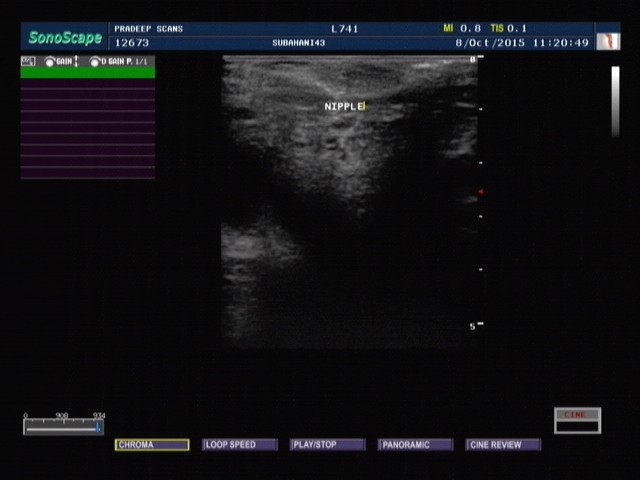 SonoScape
PRADEEP SCANS L741 MI 0.8 TIS 0.1
12673 SUBAHANI43 8/Oct/2015 11:20:49
GAIN D GAIN P. 1/1
0
NIPPLE
5
0 908 934
CINE
CHROMA LOOP SPEED PLAY/STOP PANORAMIC CINE REVIEW